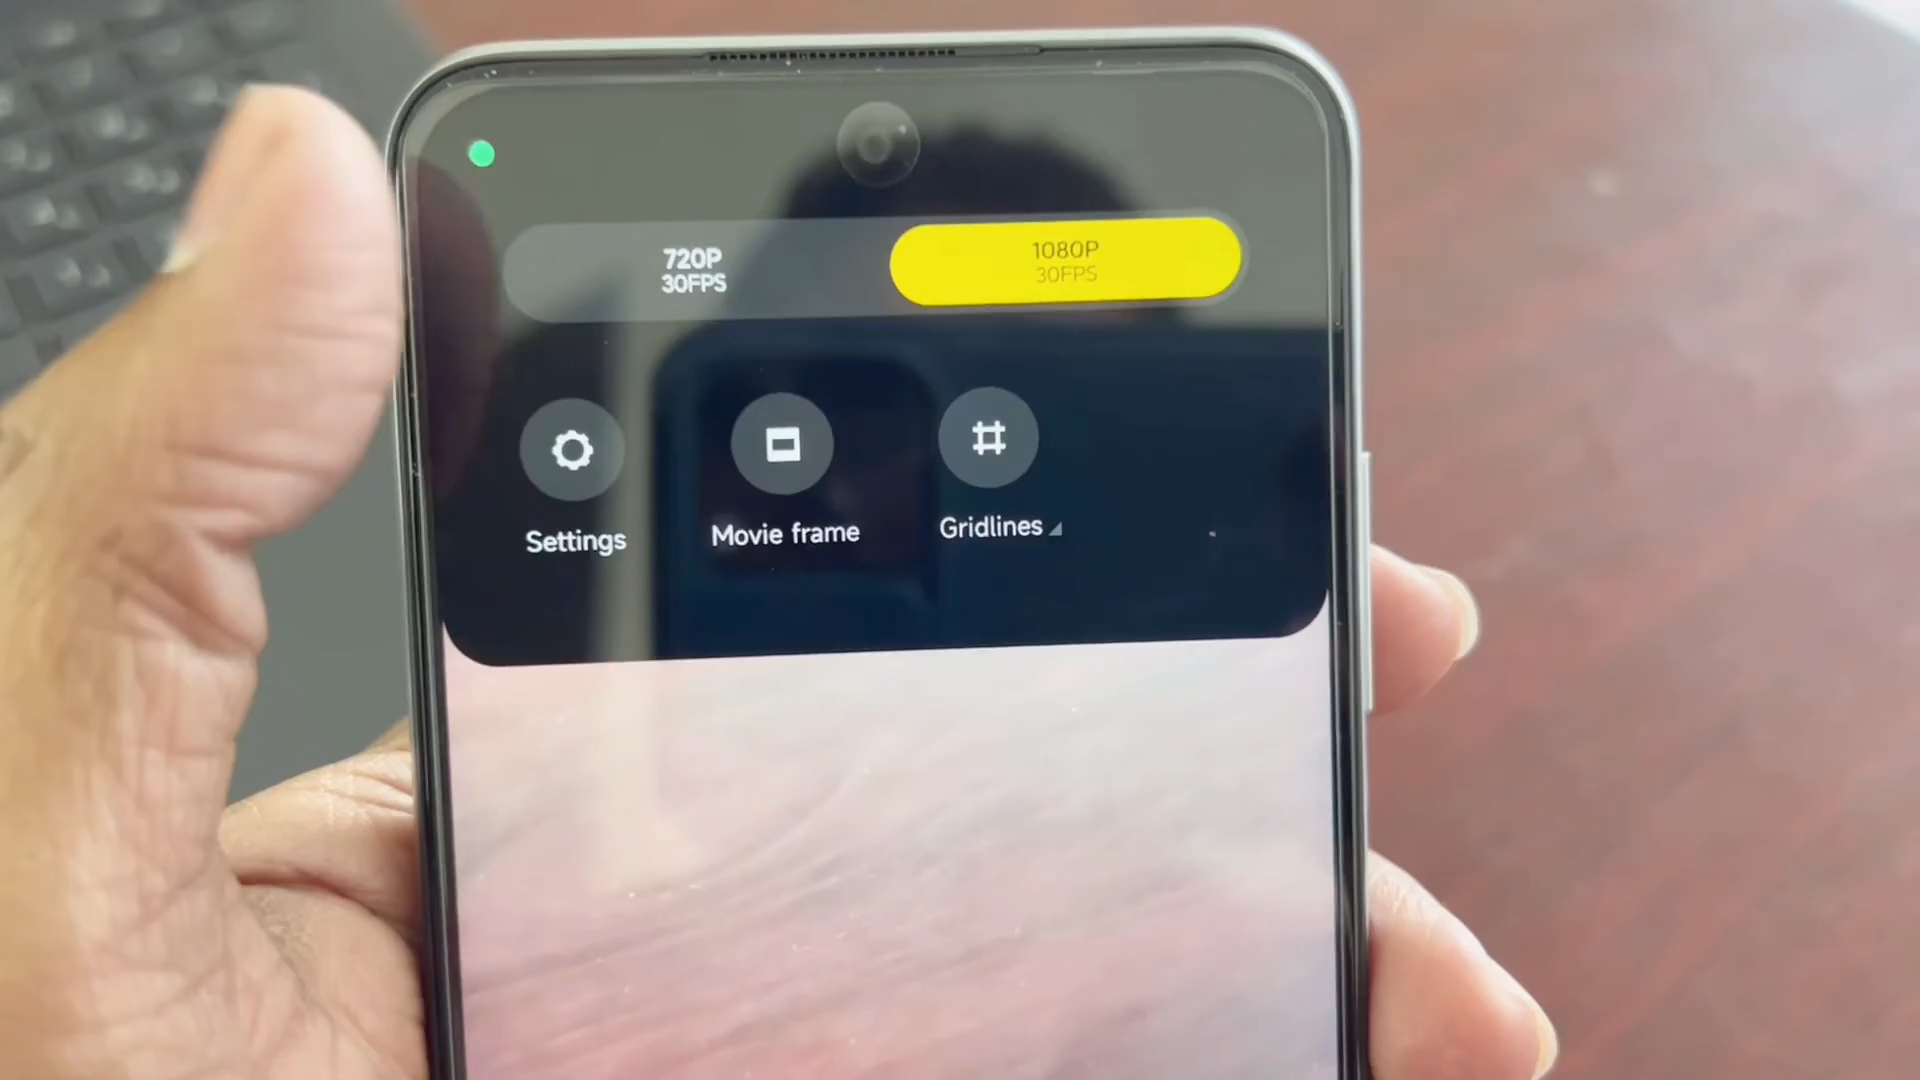 720P
30FPS
1080P
30FPS
Settings
Movie frame
Gridlines